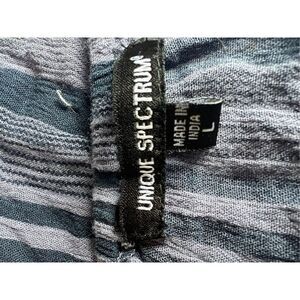 UNIQUE SPECTRUM
MADE IN
INDIA
L